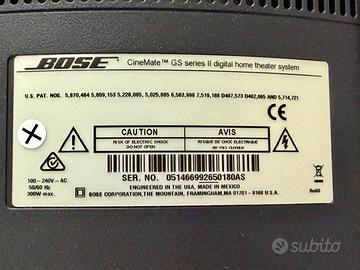 BOSE CineMate™ GS series II digital home theater system
U.S. PAT. NOS. 5,870,484 5,809,153 5,228,085 5,025,885 6,583,998 7,519,188 D467,573 D462,085 AND 5,714,721
CE
CAUTION AVIS
RISK OF ELECTRIC SHOCK RISQUE DE CHOC ELECTRIQUE
DO NOT OPEN NE PAS OUVRIR
SER. NO. 051466992650180AS
100-240V~AC
50/60 Hz
300W max.
ENGINEERED IN USA. MADE IN MEXICO
BOSE CORPORATION, THE MOUNTAIN, FRAMINGHAM, MA 01701-9168 U.S.A.
RoHS
subito